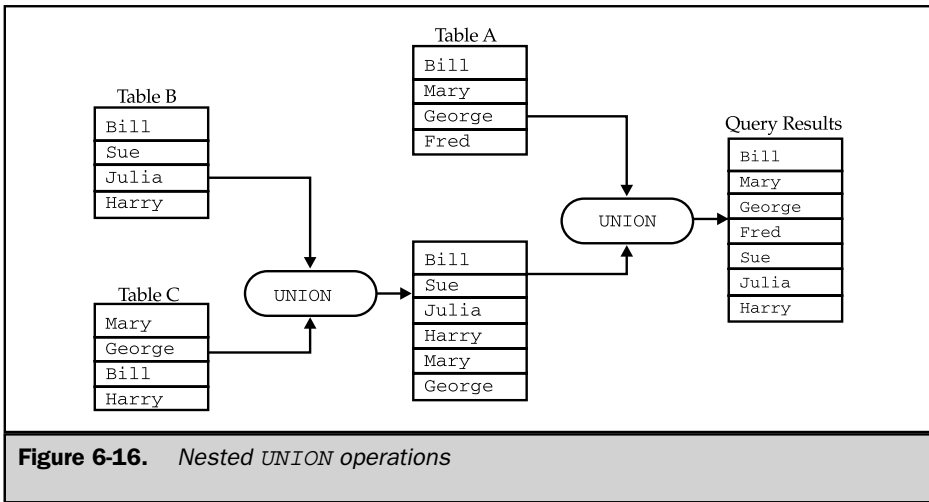 Table A
Bill
Mary
George
Fred
Table B
Bill
Sue
Julia
Harry
Table C
Mary
George
Bill
Harry
UNION
Bill
Sue
Julia
Harry
Mary
George
UNION
Query Results
Bill
Mary
George
Fred
Sue
Julia
Harry
Figure 6-16. Nested UNION operations